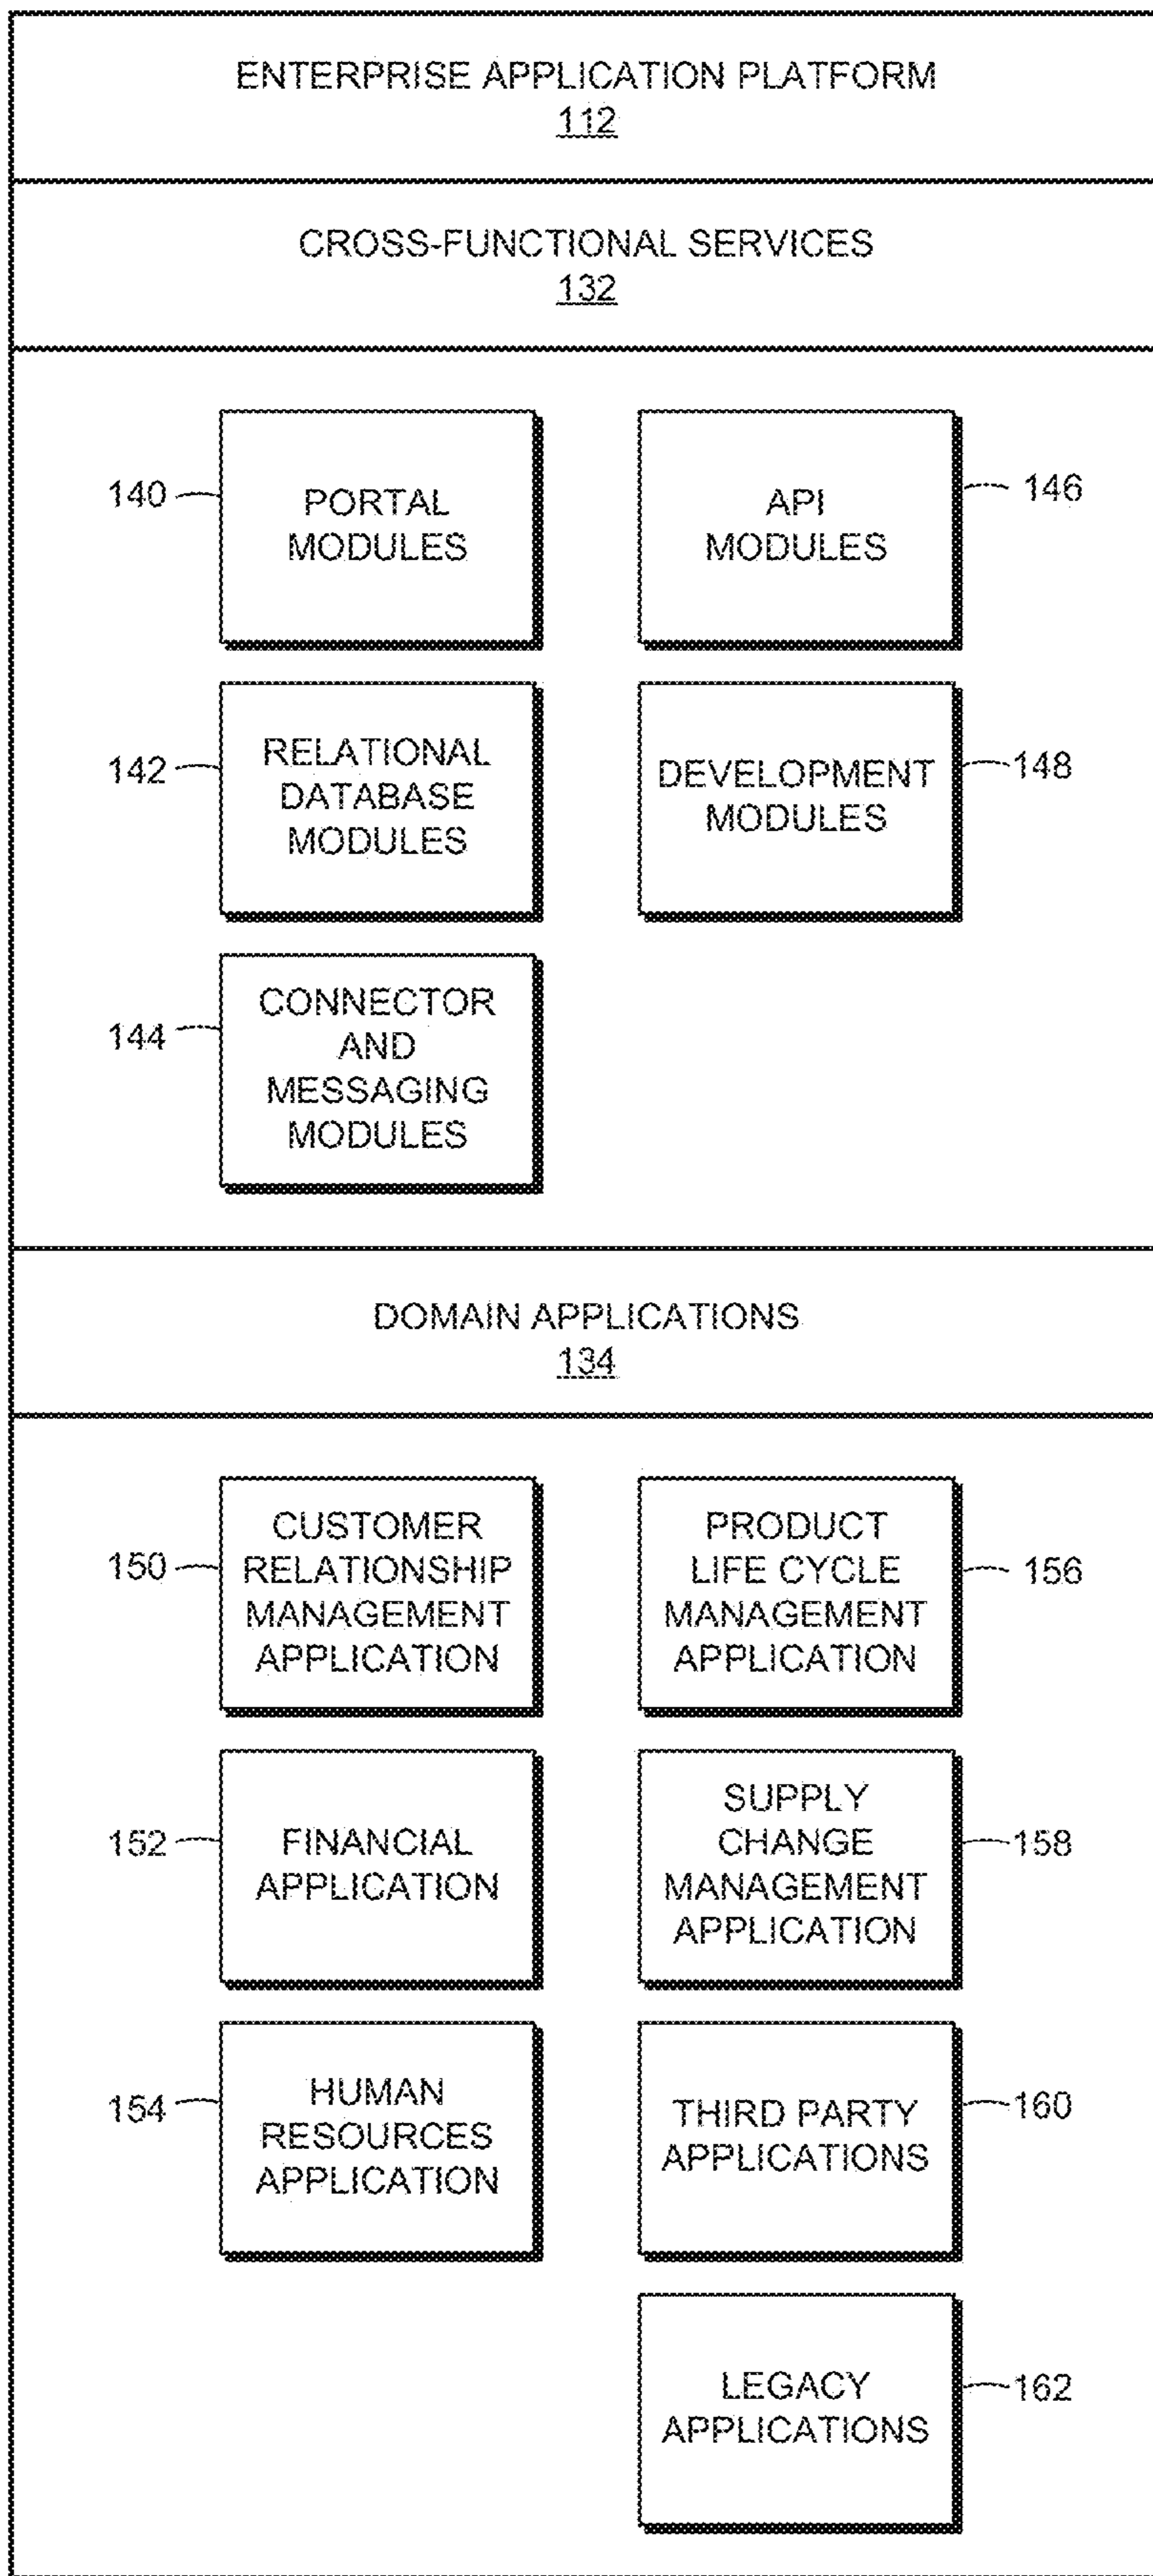 ENTERPRISE APPLICATION PLATFORM
112
CROSS-FUNCTIONAL SERVICES
132
140
PORTAL
MODULES
API
MODULES
146
142
RELATIONAL
DATABASE
MODULES
DEVELOPMENT
MODULES
148
144
CONNECTOR
AND
MESSAGING
MODULES
DOMAIN APPLICATIONS
134
150
CUSTOMER
RELATIONSHIP
MANAGEMENT
APPLICATION
PRODUCT
LIFE CYCLE
MANAGEMENT
APPLICATION
156
152
FINANCIAL
APPLICATION
SUPPLY
CHANGE
MANAGEMENT
APPLICATION
158
154
HUMAN
RESOURCES
APPLICATION
THIRD PARTY
APPLICATIONS
160
LEGACY
APPLICATIONS
162